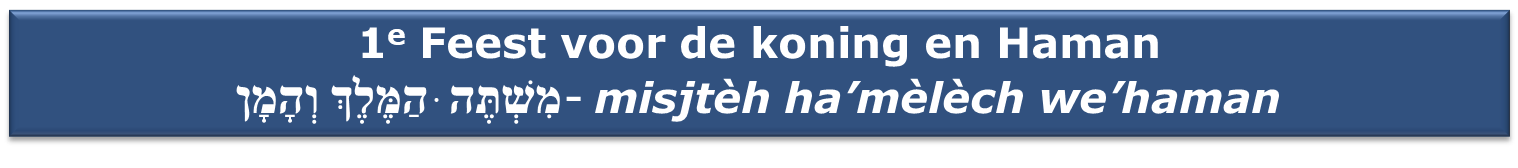 1ᵉ Feest voor de koning en Haman
מִשְׁתֶּה הַמֶּלֶךְ וְהָמָן - misjtèh ha’mèlèch we’haman